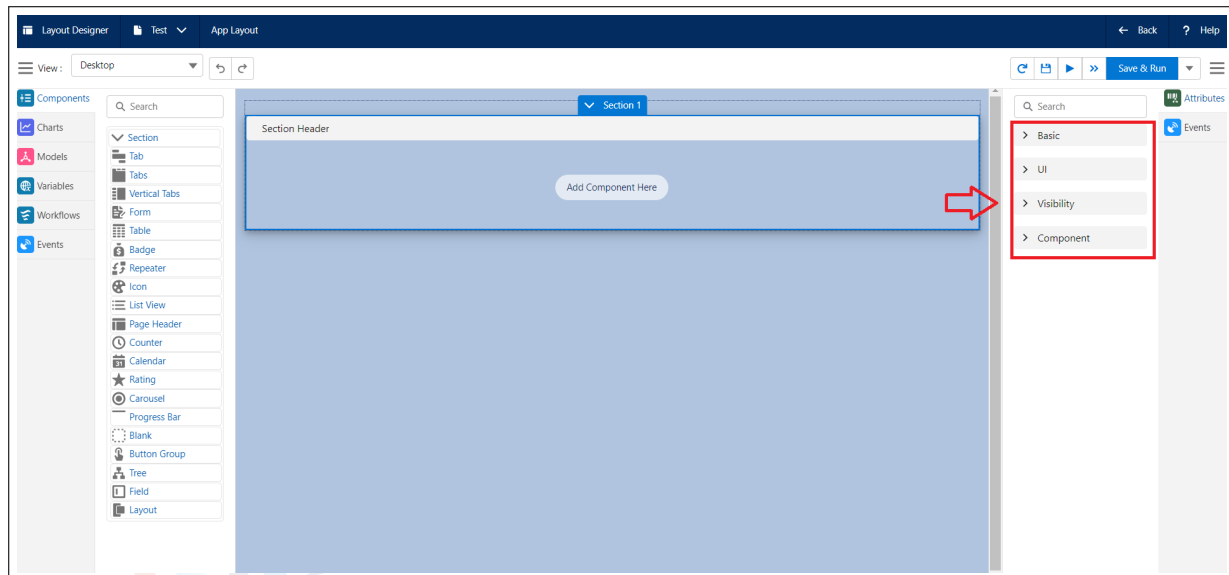 Layout Designer Test App Layout Back ? Help
View : Desktop Save & Run
Components
Charts
Models
Variables
Workflows
Events
Search
Section
Tab
Tabs
Vertical Tabs
Form
Table
Badge
Repeater
Icon
List View
Page Header
Counter
Calendar
Rating
Carousel
Progress Bar
Blank
Button Group
Tree
Field
Layout
Section 1
Section Header
Add Component Here
Search
Basic
UI
Visibility
Component
Attributes
Events